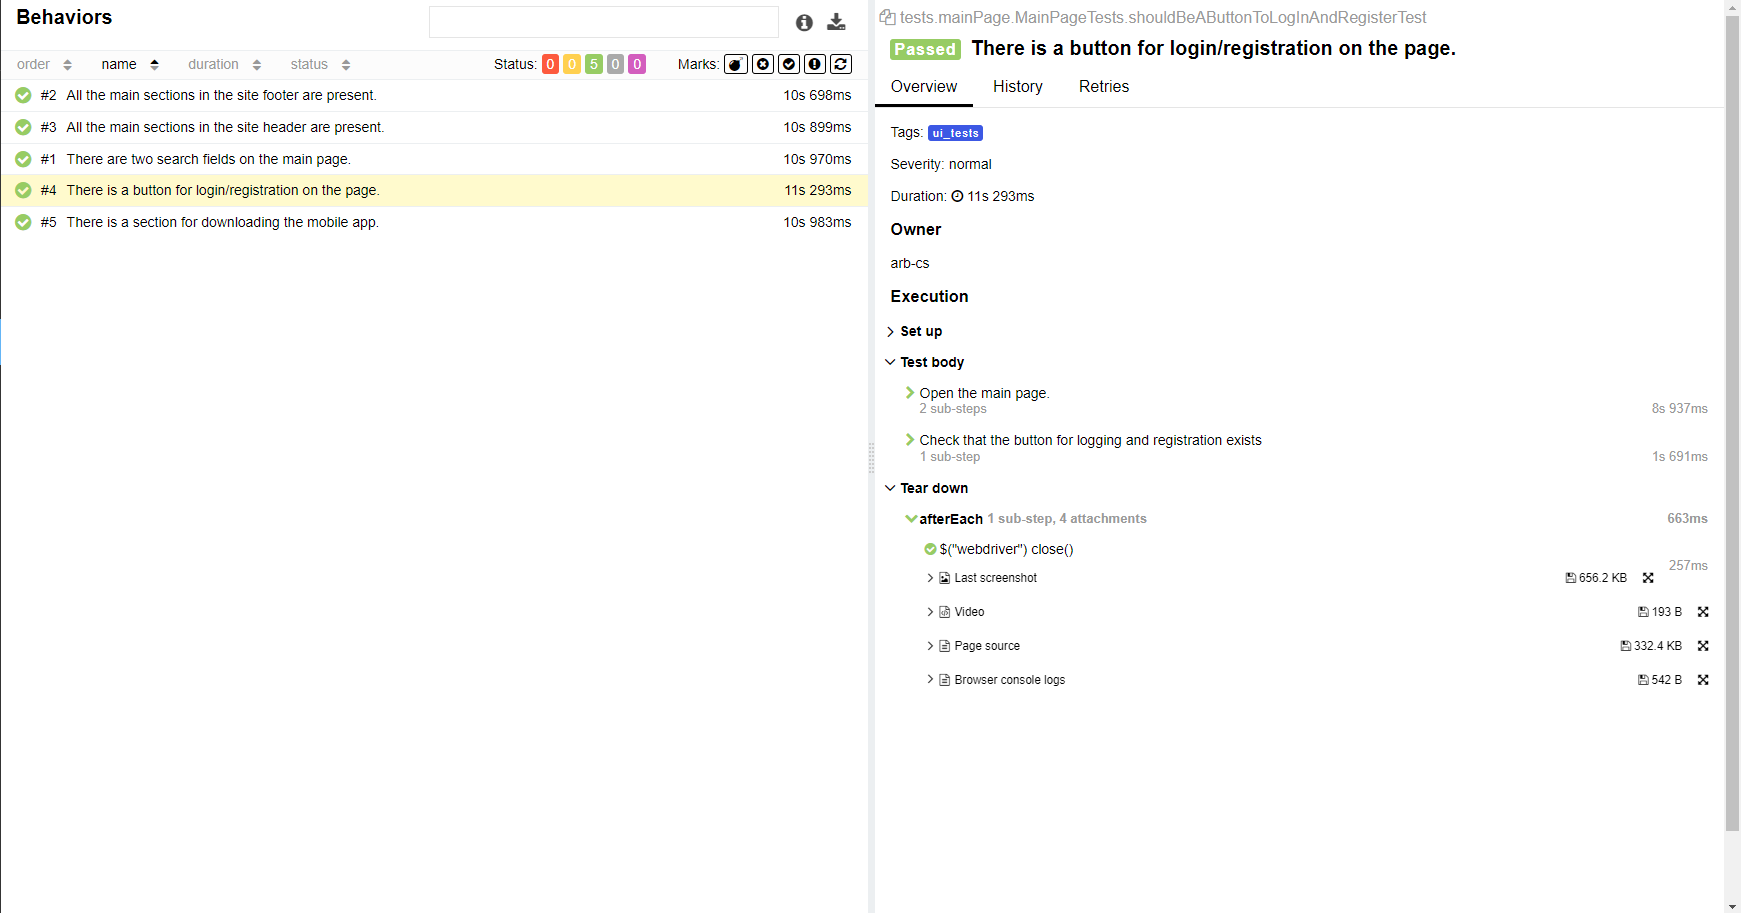 Behaviors
order name duration status Status: 0 0 5 0 0 Marks:
#2 All the main sections in the site footer are present. 10s 698ms
#3 All the main sections in the site header are present. 10s 899ms
#1 There are two search fields on the main page. 10s 970ms
#4 There is a button for login/registration on the page. 11s 293ms
#5 There is a section for downloading the mobile app. 10s 983ms
tests.mainPage.MainPageTests.shouldBeAButtonToLogInAndRegisterTest
Passed There is a button for login/registration on the page.
Overview History Retries
Tags: ui_tests
Severity: normal
Duration: 11s 293ms
Owner
arb-cs
Execution
Set up
Test body
Open the main page.
2 sub-steps 8s 937ms
Check that the button for logging and registration exists
1 sub-step 1s 691ms
Tear down
afterEach 1 sub-step, 4 attachments 663ms
$("webdriver") close()
257ms
Last screenshot 656.2 KB
Video 193 B
Page source 332.4 KB
Browser console logs 542 B